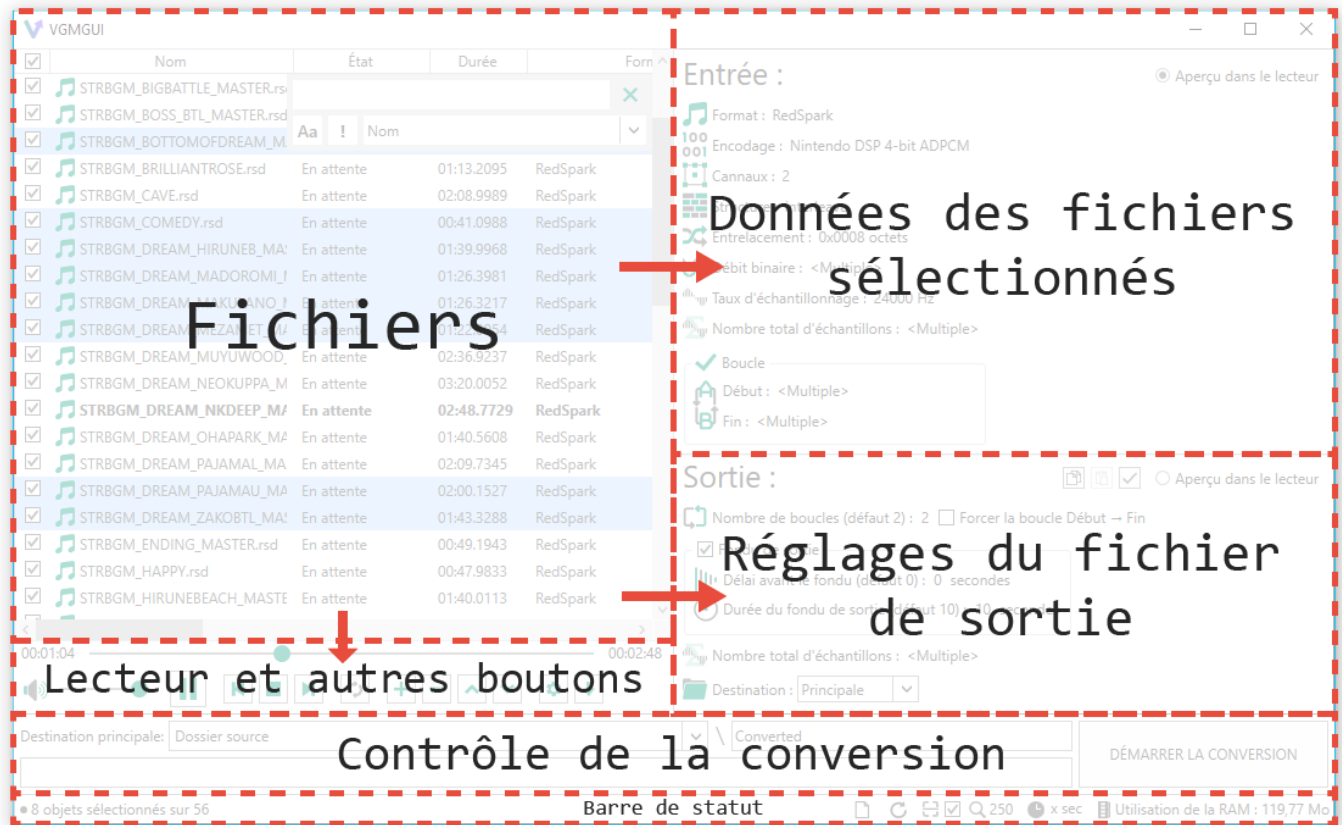 VGMGUI
Nom État Durée Form
STRBGM_BIGBATTLE_MASTER.rs
STRBGM_BOSS_BTL_MASTER.rsd
STRBGM_BOTTOMOFDREAM_M
Aa ! Nom
STRBGM_BRILLIANTROSE.rsd En attente 01:13.2095 RedSpark
STRBGM_CAVE.rsd En attente 02:08.9989 RedSpark
STRBGM_COMEDY.rsd En attente 00:41.0988 RedSpark
STRBGM_DREAM_HIRUNEB_MA En attente 01:39.9968 RedSpark
STRBGM_DREAM_MADOROMI_ En attente 01:26.3981 RedSpark
En attente 01:26.3217 RedSpark
RedSpark
Fichiers
STRBGM_DREAM_MUYUWOOD_ En attente 02:36.9237 RedSpark
STRBGM_DREAM_NEOKUPPA_M En attente 03:20.0052 RedSpark
STRBGM_DREAM_NKDEEP_MA En attente 02:48.7729 RedSpark
STRBGM_DREAM_OHAPARK_MA En attente 01:40.5608 RedSpark
STRBGM_DREAM_PAJAMAL_MA En attente 02:09.7345 RedSpark
STRBGM_DREAM_PAJAMAU_MA En attente 02:00.1527 RedSpark
STRBGM_DREAM_ZAKOBTL_MA En attente 01:43.3288 RedSpark
STRBGM_ENDING_MASTER.rsd En attente 00:49.1943 RedSpark
STRBGM_HAPPY.rsd En attente 00:47.9833 RedSpark
STRBGM_HIRUNEBEACH_MASTE En attente 01:40.0113 RedSpark
00:01:04 00:02:48
Lecteur et autres boutons
Entrée :
Aperçu dans le lecteur
Format : RedSpark
100
001
Encodage : Nintendo DSP 4-bit ADPCM
Cannaux : 2
Données des fichiers
Entrelacement : 0x0008 octets
Débit binaire : <Multiple>
sélectionnés
Taux d'échantillonnage : 24000 Hz
Nombre total d'échantillons : <Multiple>
Boucle
A Début : <Multiple>
B Fin : <Multiple>
Sortie :
Aperçu dans le lecteur
Nombre de boucles (défaut 2) : 2 Forcer la boucle Début → Fin
Réglages du fichier
Délai avant le fondu (défaut 0) : 0 secondes
Durée du fondu de sortie (défaut 10) : 10
de sortie
Nombre total d'échantillons : <Multiple>
Destination : Principale
Destination principale: Dossier source \ Converted
Contrôle de la conversion
DÉMARRER LA CONVERSION
8 objets sélectionnés sur 56
Barre de statut
250 x sec Utilisation de la RAM : 119,77 Mo